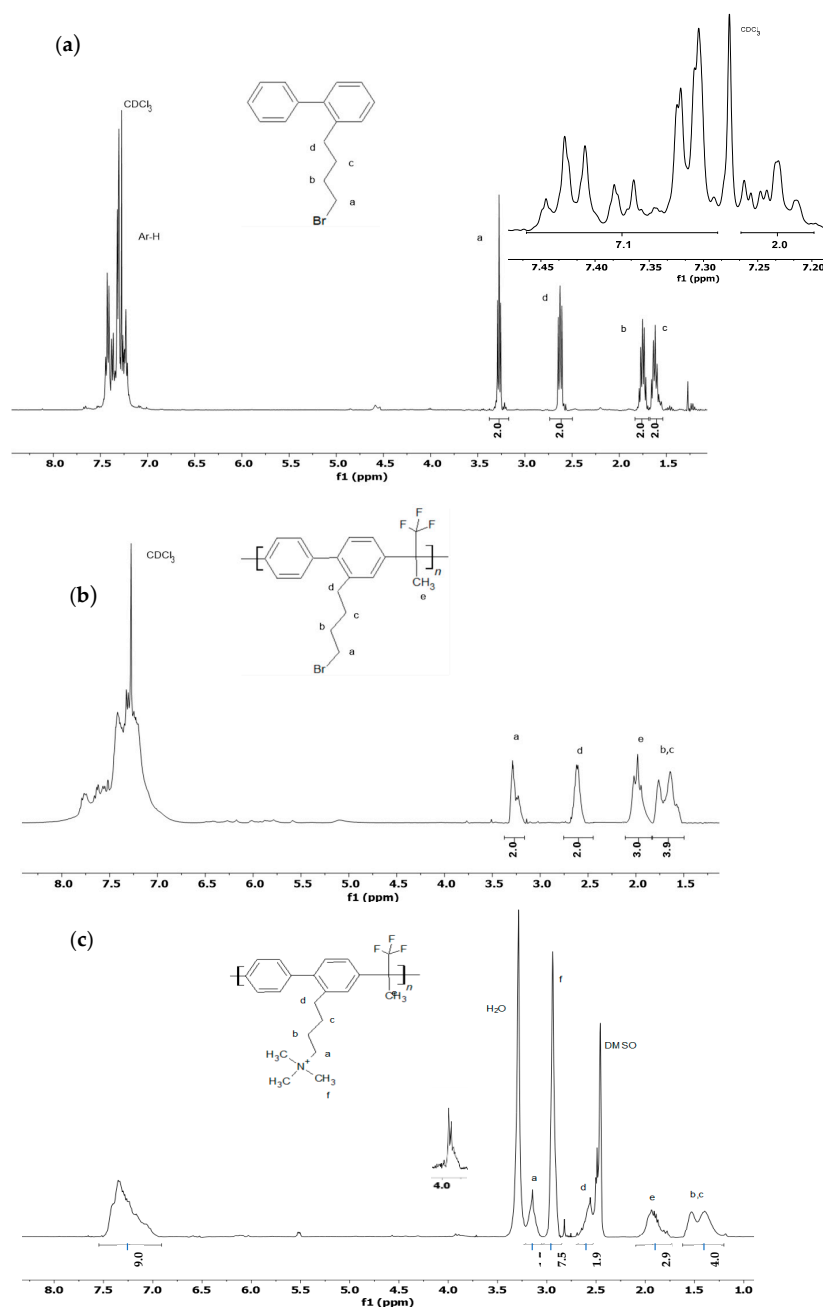 (a)
CDCl3
CDCl3
d
c
b
a
Br
Ar-H
7.1
2.0
7.45 7.40 7.35 7.30 7.25 7.20
f1 (ppm)
a
d
b
c
2.0
2.0
2.0
2.0
8.0 7.5 7.0 6.5 6.0 5.5 5.0 4.5 4.0 3.5 3.0 2.5 2.0 1.5
f1 (ppm)
(b)
CDCl3
F
F
F
n
CH3
e
d
c
b
a
Br
a
d
e
b,c
2.0
2.0
3.0
3.9
8.0 7.5 7.0 6.5 6.0 5.5 5.0 4.5 4.0 3.5 3.0 2.5 2.0 1.5
f1 (ppm)
(c)
F
F
F
n
CH3
d
c
b
a
H3C
N+
H3C
CH3
f
H2O
f
DMSO
4.0
a
d
e
b,c
9.0
7.5
1.9
2.9
4.0
8.0 7.5 7.0 6.5 6.0 5.5 5.0 4.5 4.0 3.5 3.0 2.5 2.0 1.5 1.0
f1 (ppm)